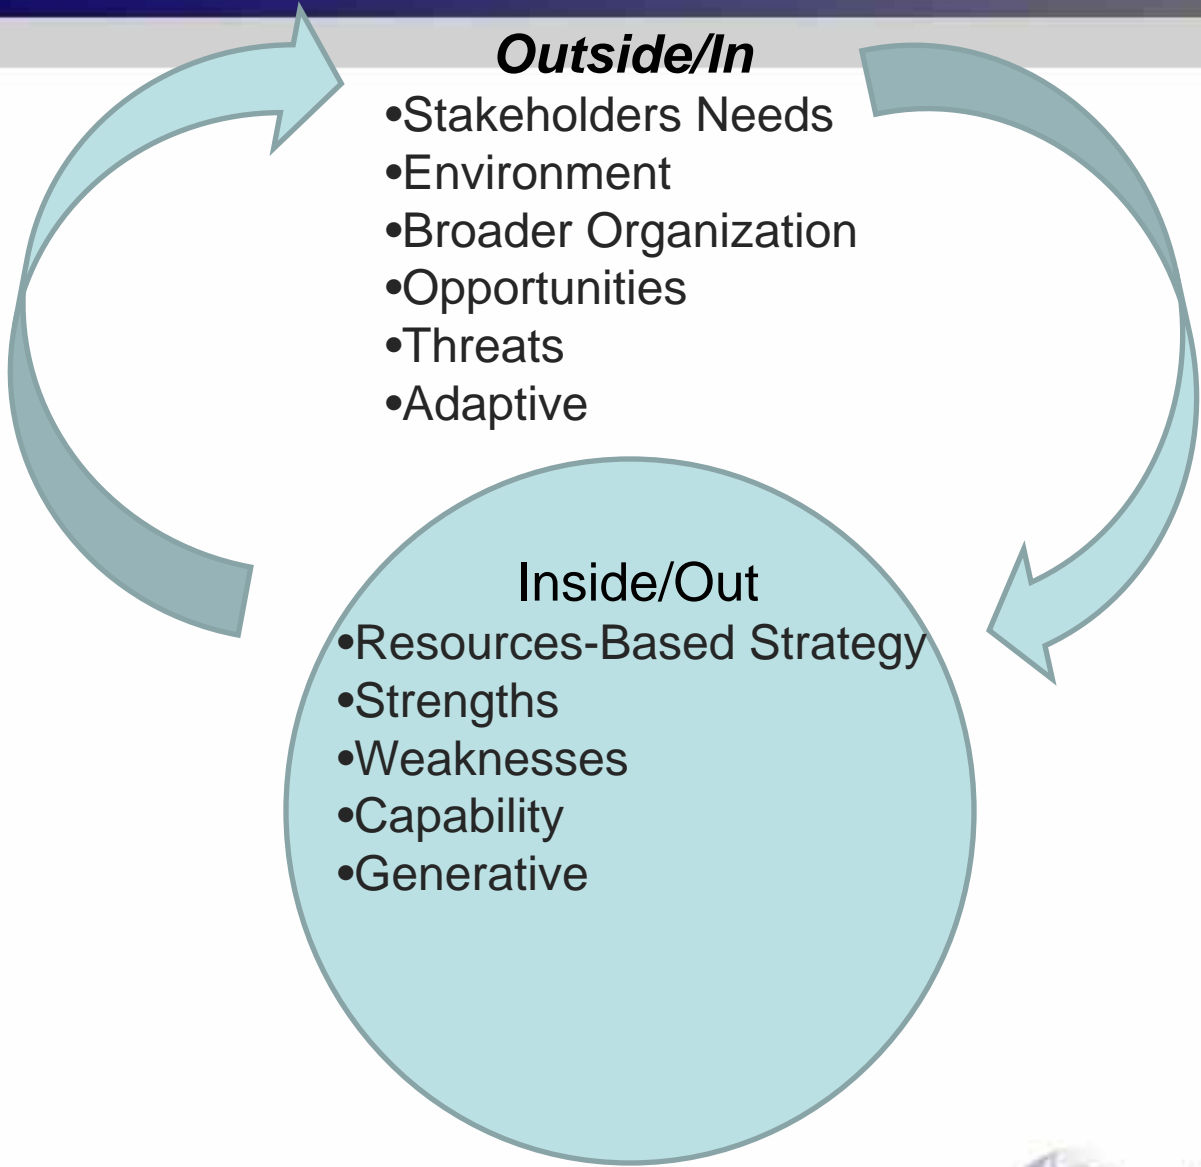 Outside/In
•Stakeholders Needs
•Environment
•Broader Organization
•Opportunities
•Threats
•Adaptive
Inside/Out
•Resources-Based Strategy
•Strengths
•Weaknesses
•Capability
•Generative